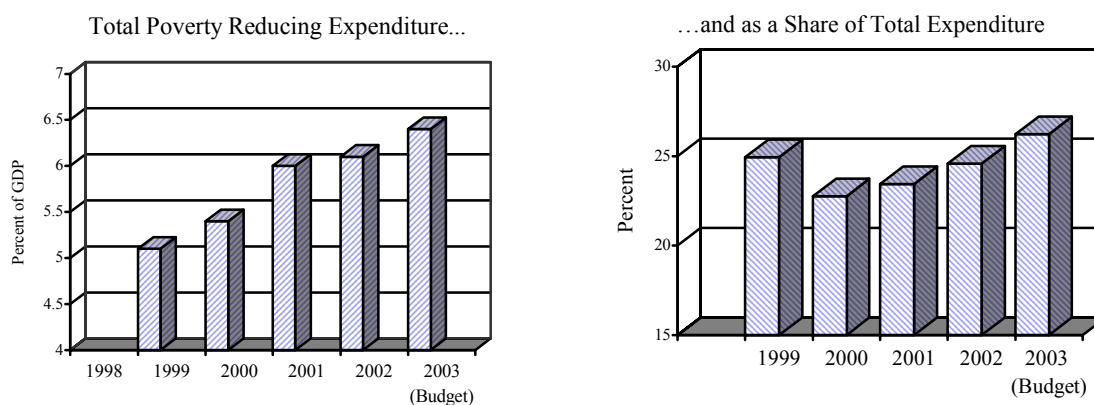 Total Poverty Reducing Expenditure...
7
6.5
6
5.5
5
4.5
4
Percent of GDP
1998 1999 2000 2001 2002 2003
(Budget)
…and as a Share of Total Expenditure
30
25
20
15
Percent
1999 2000 2001 2002 2003
(Budget)